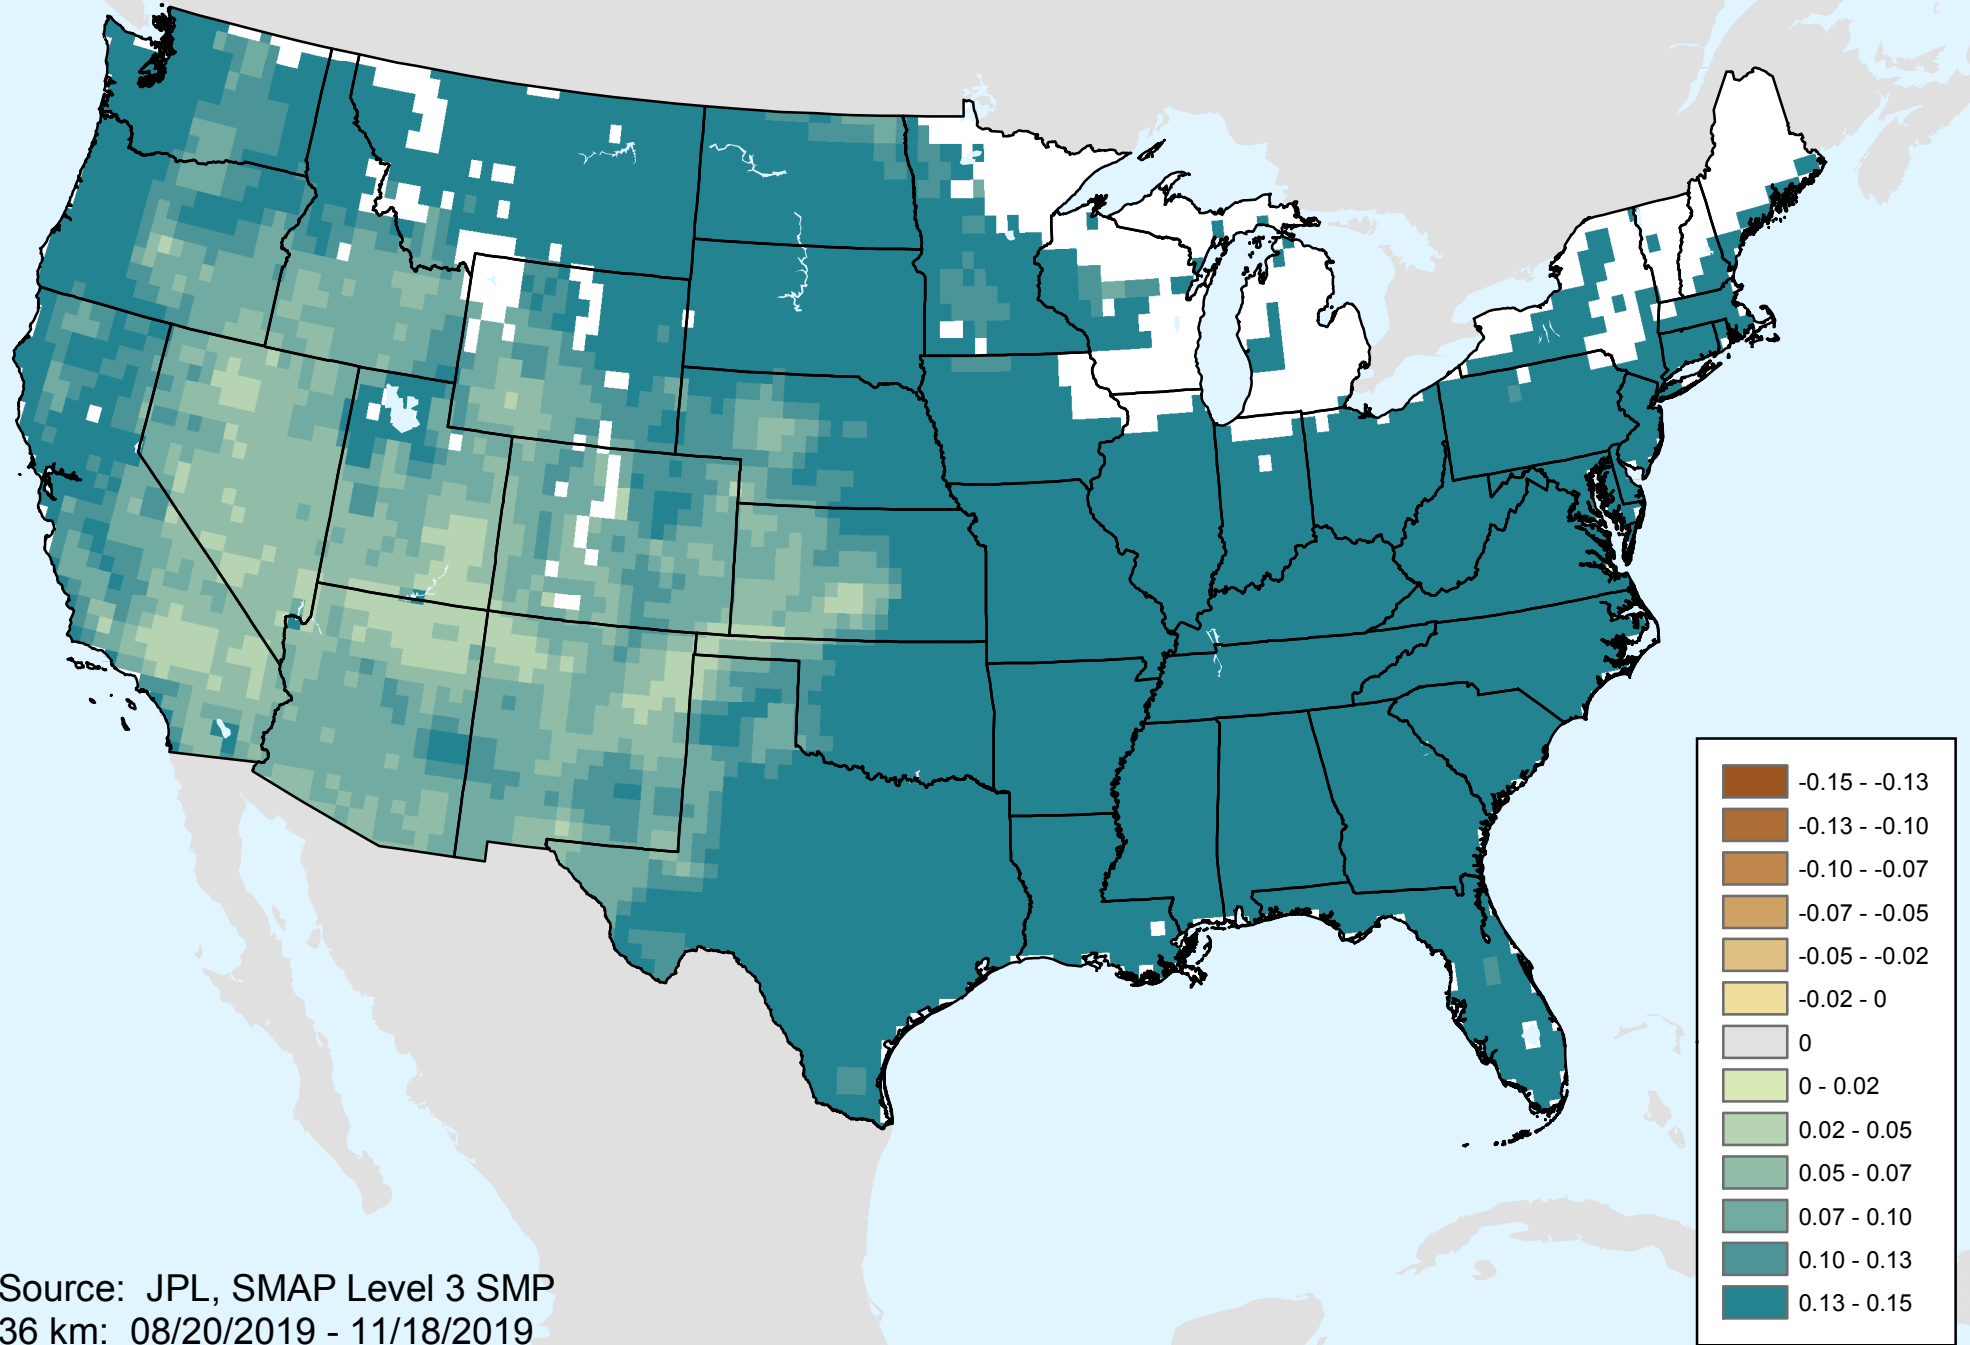 -0.15 - -0.13
-0.13 - -0.10
-0.10 - -0.07
-0.07 - -0.05
-0.05 - -0.02
-0.02 - 0
0
0 - 0.02
0.02 - 0.05
0.05 - 0.07
0.07 - 0.10
0.10 - 0.13
0.13 - 0.15
Source: JPL, SMAP Level 3 SMP
36 km: 08/20/2019 - 11/18/2019